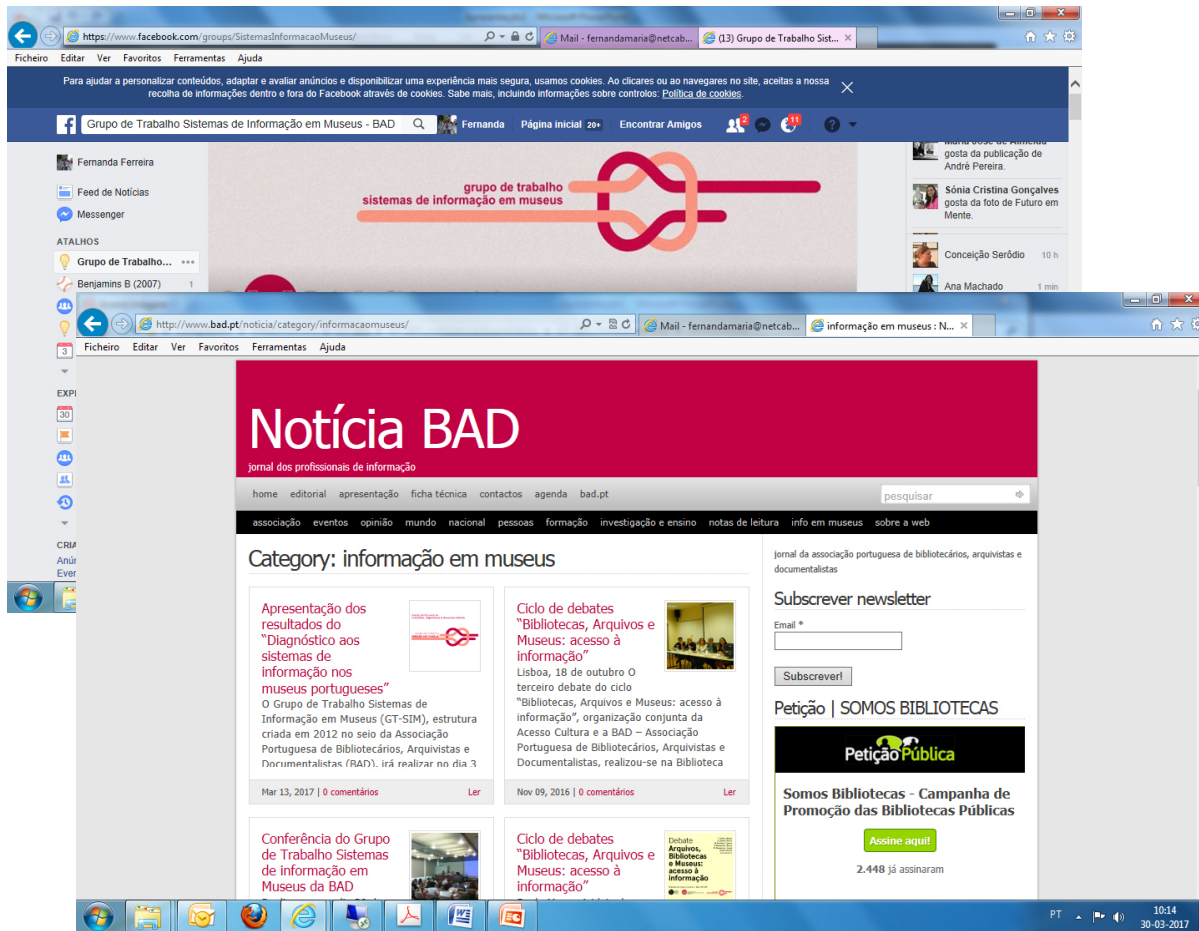 https://www.facebook.com/groups/SistemasInformacaoMuseus/
Mail - fernandamaria@netcab...
(13) Grupo de Trabalho Sist...
Ficheiro Editar Ver Favoritos Ferramentas Ajuda
Para ajudar a personalizar conteúdos, adaptar e avaliar anúncios e disponibilizar uma experiência mais segura, usamos cookies. Ao clicares ou ao navegares no site, aceitas a nossa
recolha de informações dentro e fora do Facebook através de cookies. Sabe mais, incluindo informações sobre controlos: Política de cookies.
Grupo de Trabalho Sistemas de Informação em Museus - BAD
Fernanda Página inicial 20+ Encontrar Amigos 2 11
Fernanda Ferreira
Feed de Notícias
Messenger
ATALHOS
Grupo de Trabalho...
Benjamins B (2007) 1
grupo de trabalho
sistemas de informação em museus
gosta da publicação de
André Pereira.
Sónia Cristina Gonçalves
gosta da foto de Futuro em
Mente.
Conceição Serôdio 10 h
Ana Machado 1 min
http://www.bad.pt/noticia/category/informacaomuseus/
Mail - fernandamaria@netcab...
informação em museus : N...
Ficheiro Editar Ver Favoritos Ferramentas Ajuda
Notícia BAD
jornal dos profissionais de informação
home editorial apresentação ficha técnica contactos agenda bad.pt
pesquisar
associação eventos opinião mundo nacional pessoas formação investigação e ensino notas de leitura info em museus sobre a web
Category: informação em museus
Apresentação dos
resultados do
"Diagnóstico aos
sistemas de
informação nos
museus portugueses"
O Grupo de Trabalho Sistemas de
Informação em Museus (GT-SIM), estrutura
criada em 2012 no seio da Associação
Portuguesa de Bibliotecários, Arquivistas e
Documentalistas (BAD), irá realizar no dia 3
Mar 13, 2017 | 0 comentários Ler
Ciclo de debates
"Bibliotecas, Arquivos e
Museus: acesso à
informação"
Lisboa, 18 de outubro O
terceiro debate do ciclo
"Bibliotecas, Arquivos e Museus: acesso à
informação", organização conjunta da
Acesso Cultura e a BAD – Associação
Portuguesa de Bibliotecários, Arquivistas e
Documentalistas, realizou-se na Biblioteca
Nov 09, 2016 | 0 comentários Ler
Conferência do Grupo
de Trabalho Sistemas
de informação em
Museus da BAD
Ciclo de debates
"Bibliotecas, Arquivos e
Museus: acesso à
informação"
Debate
Arquivos,
Bibliotecas
e Museus:
acesso à
informação
jornal da associação portuguesa de bibliotecários, arquivistas e
documentalistas
Subscrever newsletter
Email *
Subscrever!
Petição | SOMOS BIBLIOTECAS
Petição Pública
Somos Bibliotecas - Campanha de
Promoção das Bibliotecas Públicas
Assine aqui!
2.448 já assinaram
PT
10:14
30-03-2017